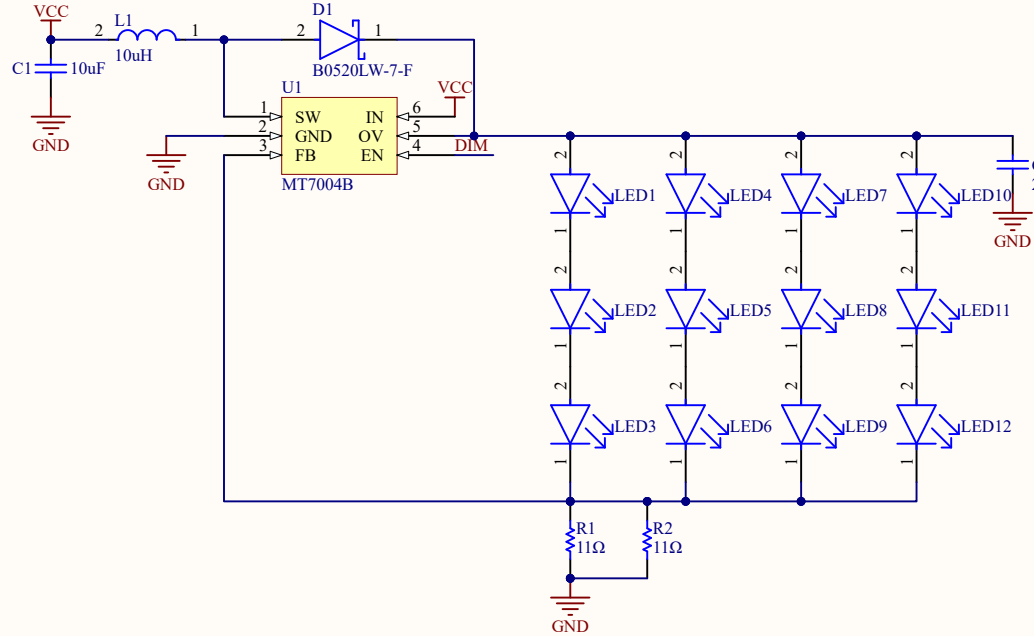 VCC
L1
D1
2
1
2
1
C1
10uF
10uH
B0520LW-7-F
GND
U1
VCC
1
SW
IN
6
2
GND
OV
5
3
FB
EN
4
DIM
MT7004B
GND
2
2
2
2
LED1
LED4
LED7
LED10
GND
1
1
1
1
2
2
2
2
LED2
LED5
LED8
LED11
1
1
1
1
2
2
2
2
LED3
LED6
LED9
LED12
1
1
1
1
R1
11Ω
R2
11Ω
GND